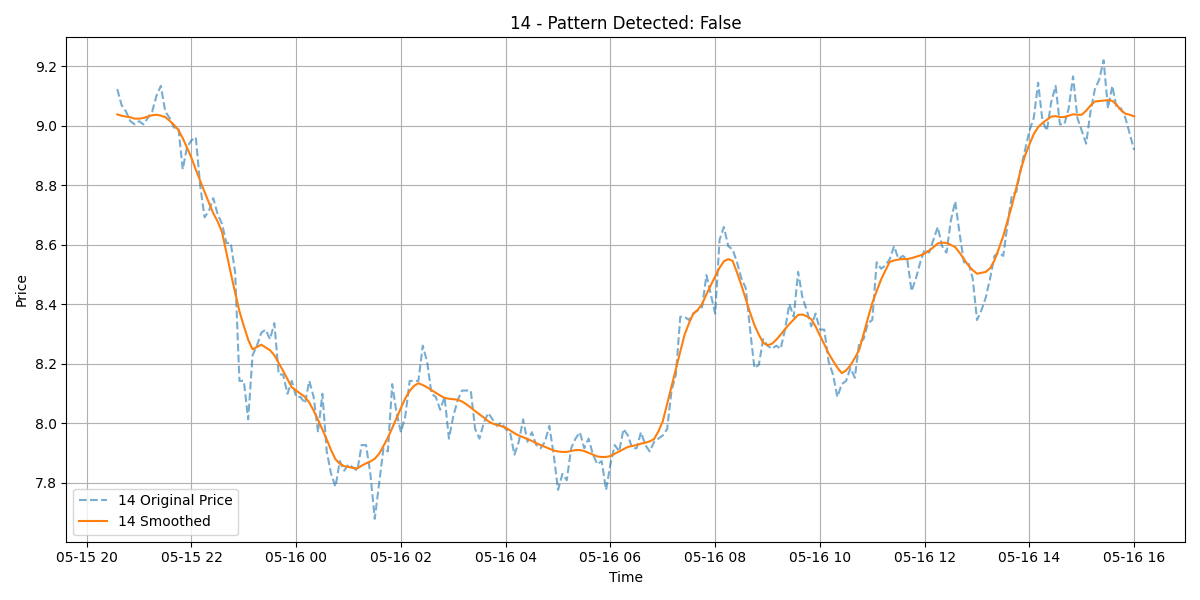 14 - Pattern Detected: False
Price
9.2
9.0
8.8
8.6
8.4
8.2
8.0
7.8
14 Original Price
14 Smoothed
05-15 20 05-15 22 05-16 00 05-16 02 05-16 04 05-16 06 05-16 08 05-16 10 05-16 12 05-16 14 05-16 16
Time